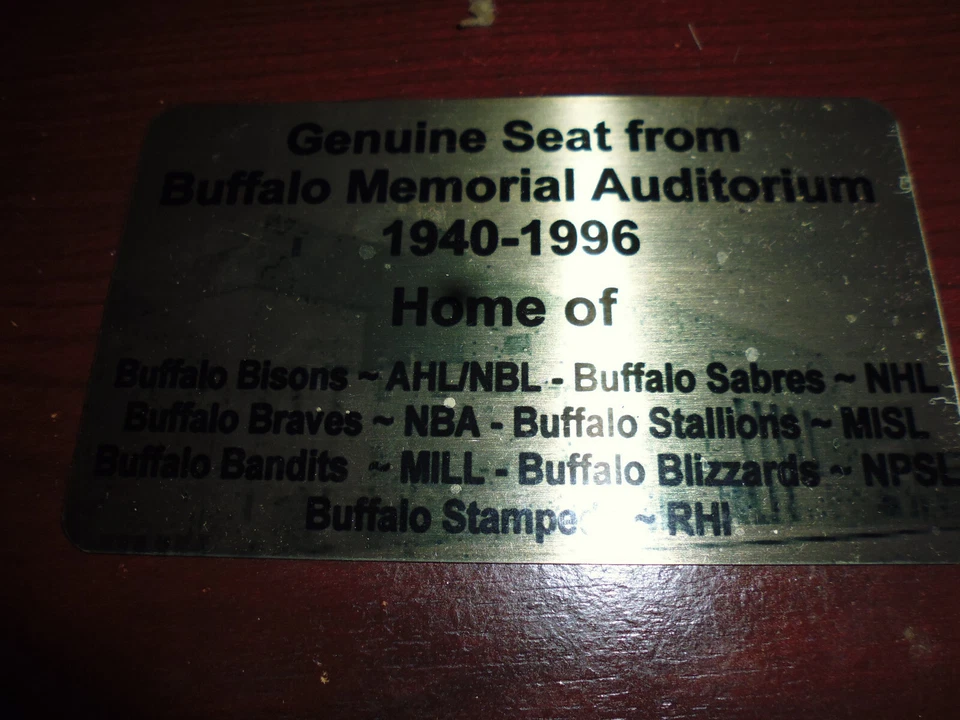 Genuine Seat from
Buffalo Memorial Auditorium
1940-1996
Home of
Buffalo Bisons ~ AHL/NBL - Buffalo Sabres ~ NHL
Buffalo Braves ~ NBA - Buffalo Stallions ~ MISL
Buffalo Bandits ~ MILL - Buffalo Blizzards ~ NPSL
Buffalo ~ RHI